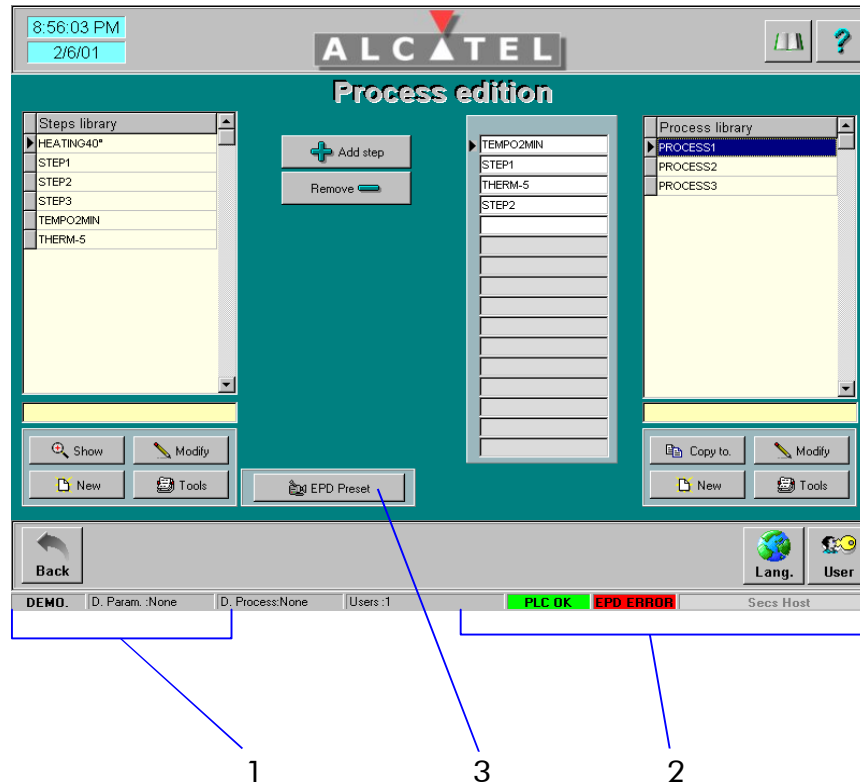 8:56:03 PM
2/6/01
ALCATEL
?
Process edition
Steps library
HEATING40°
STEP1
STEP2
STEP3
TEMPO2MIN
THERM-5
Add step
Remove
TEMPO2MIN
STEP1
THERM-5
STEP2
Process library
PROCESS1
PROCESS2
PROCESS3
Show
Modify
New
Tools
EPD Preset
Copy to.
Modify
New
Tools
Back
Lang.
User
DEMO.
D. Param. :None
D. Process:None
Users :1
PLC OK
EPD ERROR
Secs Host
1
3
2